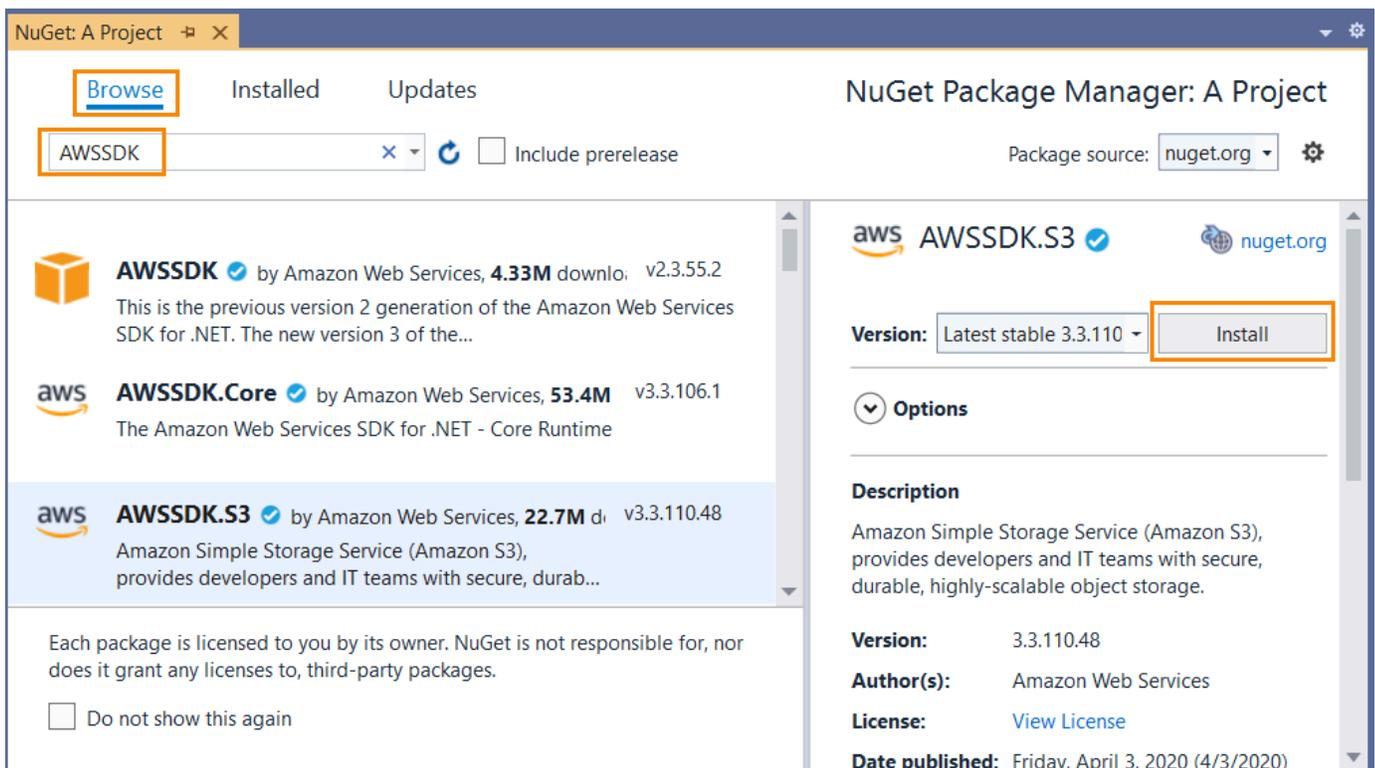 NuGet: A Project
Browse Installed Updates
NuGet Package Manager: A Project
AWSSDK
Include prerelease
Package source: nuget.org
AWSSDK by Amazon Web Services, 4.33M downlo v2.3.55.2
This is the previous version 2 generation of the Amazon Web Services
SDK for .NET. The new version 3 of the...
aws AWSSDK.Core by Amazon Web Services, 53.4M v3.3.106.1
The Amazon Web Services SDK for .NET - Core Runtime
aws AWSSDK.S3 by Amazon Web Services, 22.7M d v3.3.110.48
Amazon Simple Storage Service (Amazon S3),
provides developers and IT teams with secure, durab...
Each package is licensed to you by its owner. NuGet is not responsible for, nor
does it grant any licenses to, third-party packages.
Do not show this again
aws AWSSDK.S3 nuget.org
Version: Latest stable 3.3.110 Install
Options
Description
Amazon Simple Storage Service (Amazon S3),
provides developers and IT teams with secure,
durable, highly-scalable object storage.
Version: 3.3.110.48
Author(s): Amazon Web Services
License: View License
Date published: Friday, April 3, 2020 (4/3/2020)